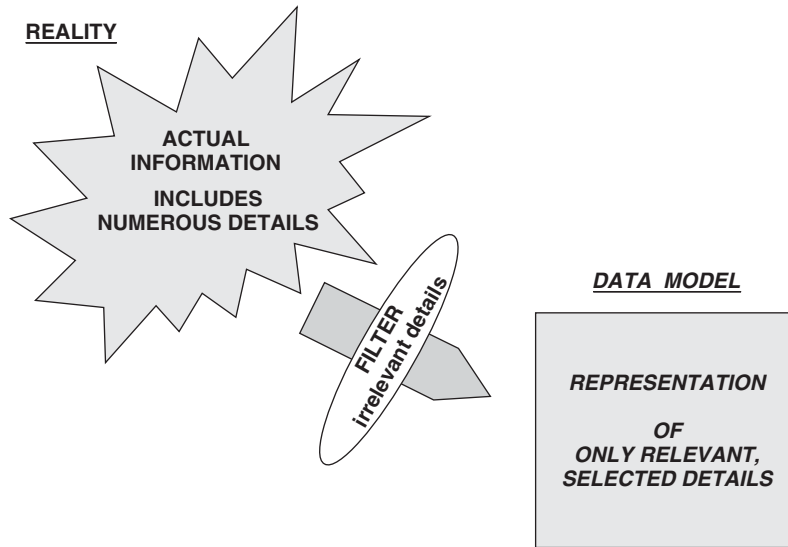 REALITY
ACTUAL
INFORMATION
INCLUDES
NUMEROUS DETAILS
FILTER
irrelevant details
DATA MODEL
REPRESENTATION
OF
ONLY RELEVANT,
SELECTED DETAILS